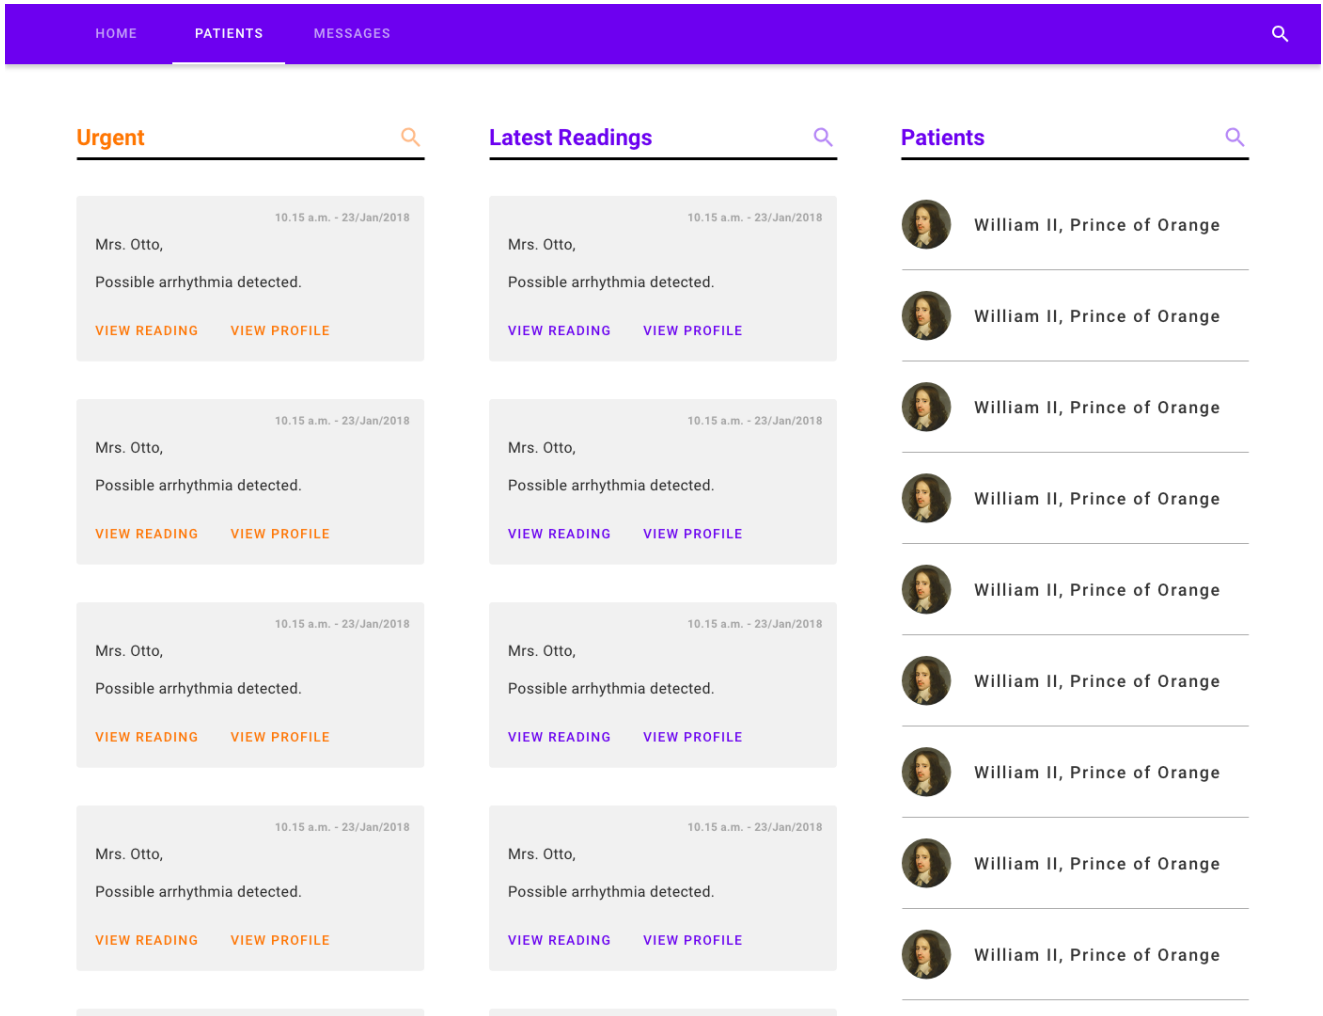 HOME PATIENTS MESSAGES
Urgent
10.15 a.m. - 23/Jan/2018
Mrs. Otto,
Possible arrhythmia detected.
VIEW READING VIEW PROFILE
10.15 a.m. - 23/Jan/2018
Mrs. Otto,
Possible arrhythmia detected.
VIEW READING VIEW PROFILE
10.15 a.m. - 23/Jan/2018
Mrs. Otto,
Possible arrhythmia detected.
VIEW READING VIEW PROFILE
10.15 a.m. - 23/Jan/2018
Mrs. Otto,
Possible arrhythmia detected.
VIEW READING VIEW PROFILE
Latest Readings
10.15 a.m. - 23/Jan/2018
Mrs. Otto,
Possible arrhythmia detected.
VIEW READING VIEW PROFILE
10.15 a.m. - 23/Jan/2018
Mrs. Otto,
Possible arrhythmia detected.
VIEW READING VIEW PROFILE
10.15 a.m. - 23/Jan/2018
Mrs. Otto,
Possible arrhythmia detected.
VIEW READING VIEW PROFILE
10.15 a.m. - 23/Jan/2018
Mrs. Otto,
Possible arrhythmia detected.
VIEW READING VIEW PROFILE
Patients
William II, Prince of Orange
William II, Prince of Orange
William II, Prince of Orange
William II, Prince of Orange
William II, Prince of Orange
William II, Prince of Orange
William II, Prince of Orange
William II, Prince of Orange
William II, Prince of Orange